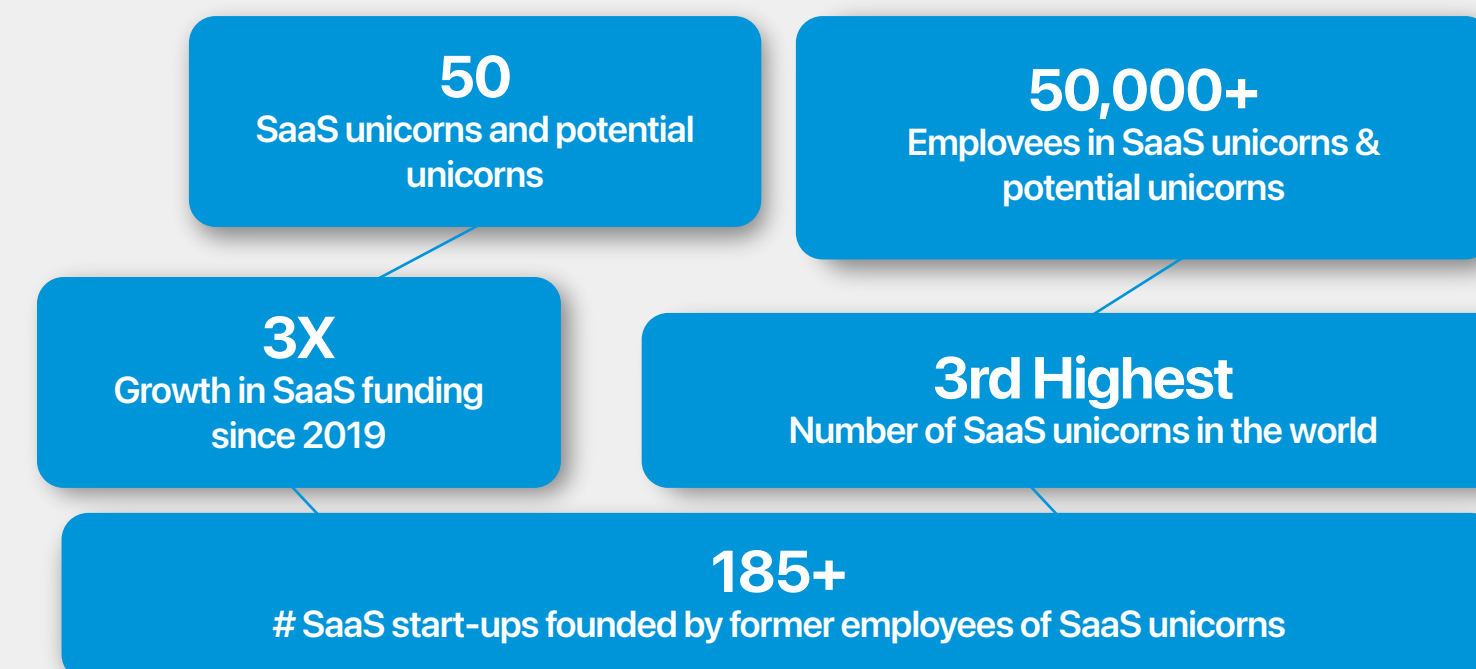 50
SaaS unicorns and potential
unicorns
50,000+
Emplovees in SaaS unicorns &
potential unicorns
3X
Growth in SaaS funding
since 2019
3rd Highest
Number of SaaS unicorns in the world
185+
# SaaS start-ups founded by former employees of SaaS unicorns